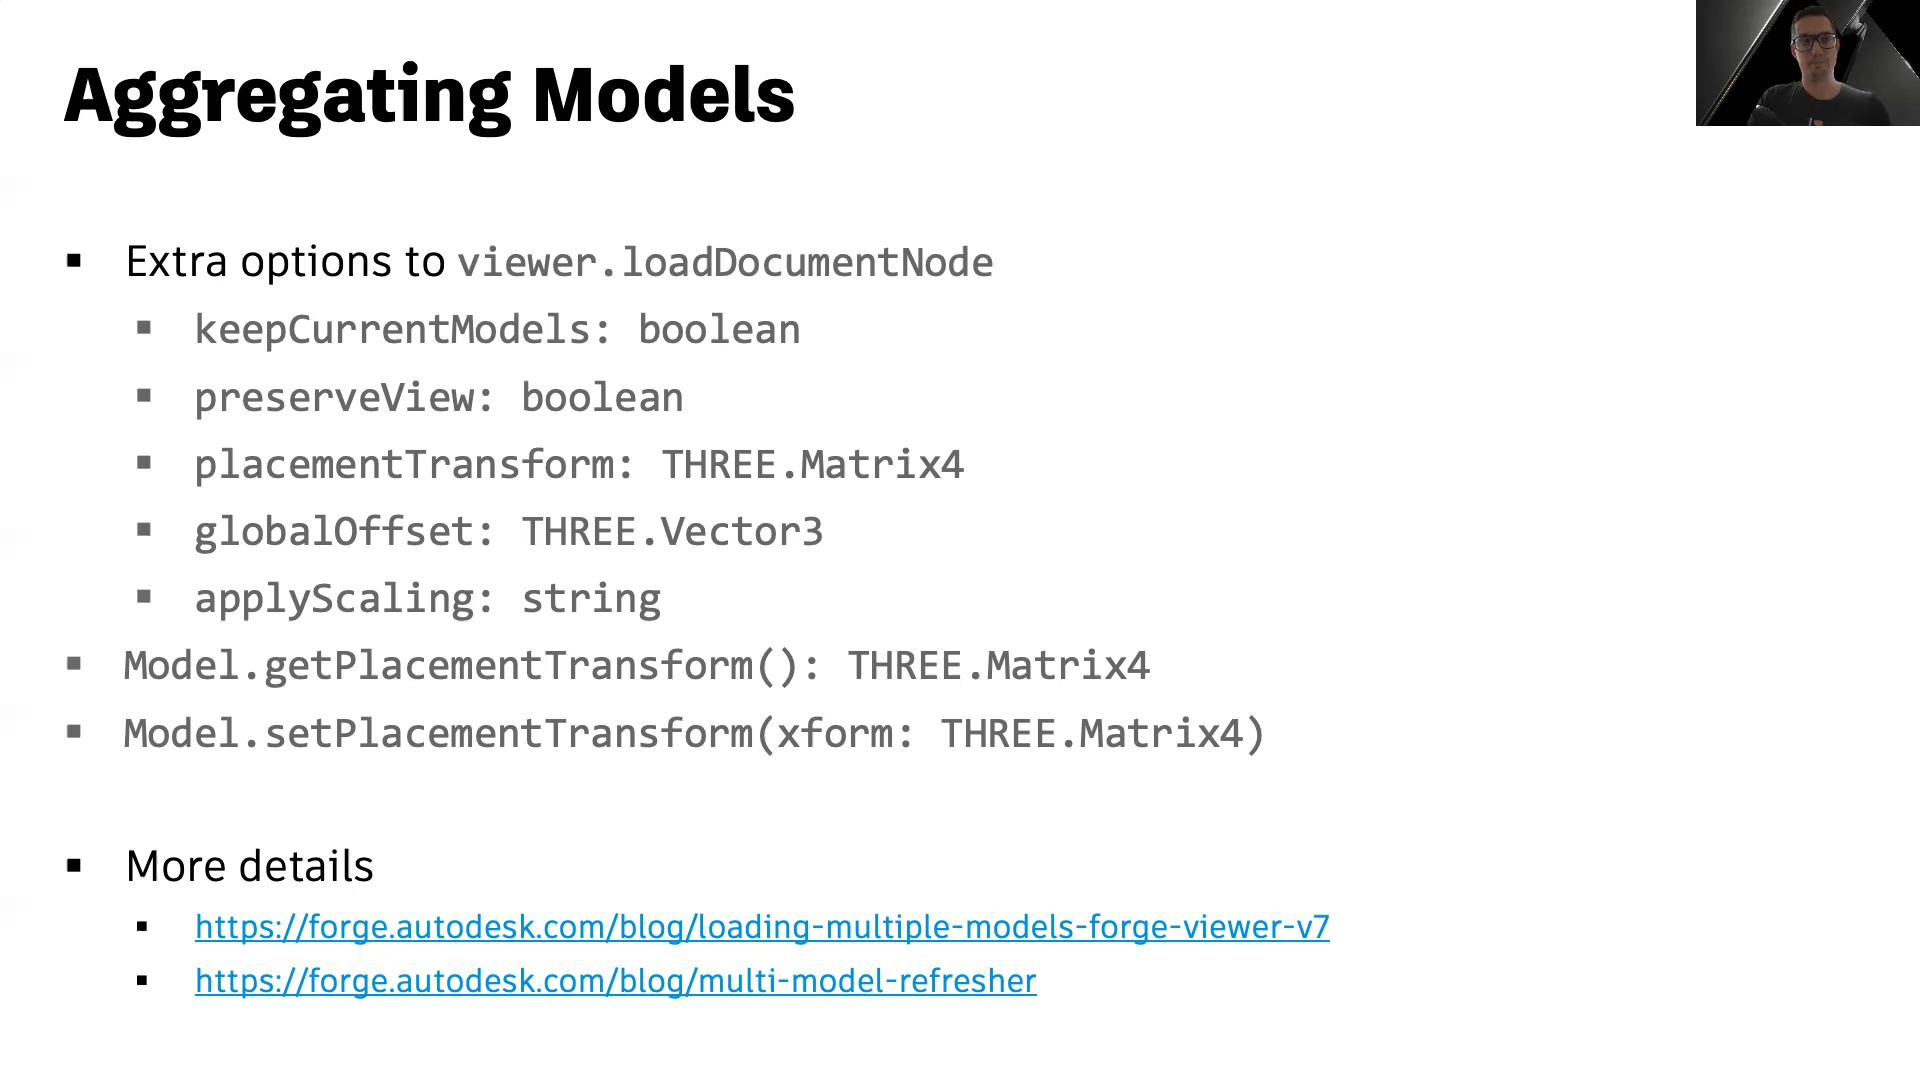 Aggregating Models
▪ Extra options to viewer.loadDocumentNode
▪ keepCurrentModels: boolean
▪ preserveView: boolean
▪ placementTransform: THREE.Matrix4
▪ globalOffset: THREE.Vector3
▪ applyScaling: string
▪ Model.getPlacementTransform(): THREE.Matrix4
▪ Model.setPlacementTransform(xform: THREE.Matrix4)
▪ More details
▪ https://forge.autodesk.com/blog/loading-multiple-models-forge-viewer-v7
▪ https://forge.autodesk.com/blog/multi-model-refresher